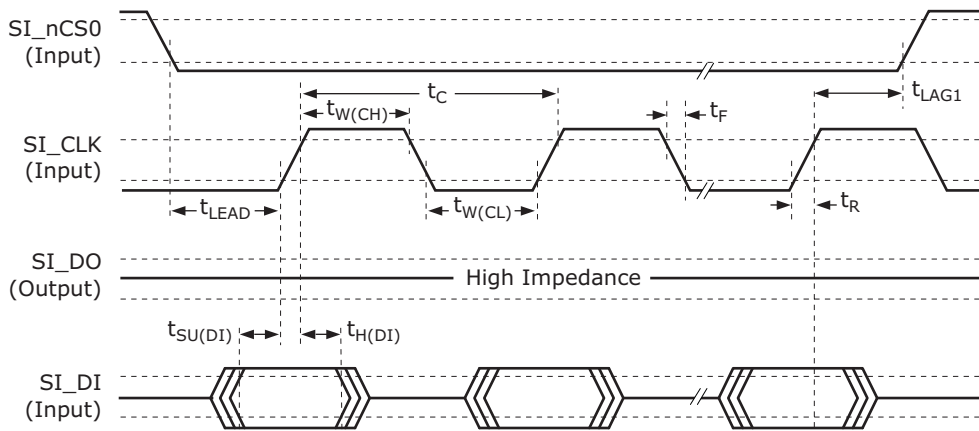 SI_nCS0
(Input)
t_C
t_LAG1
t_W(CH)
t_F
SI_CLK
(Input)
t_LEAD
t_W(CL)
t_R
SI_DO
(Output)
High Impedance
t_SU(DI)
t_H(DI)
SI_DI
(Input)